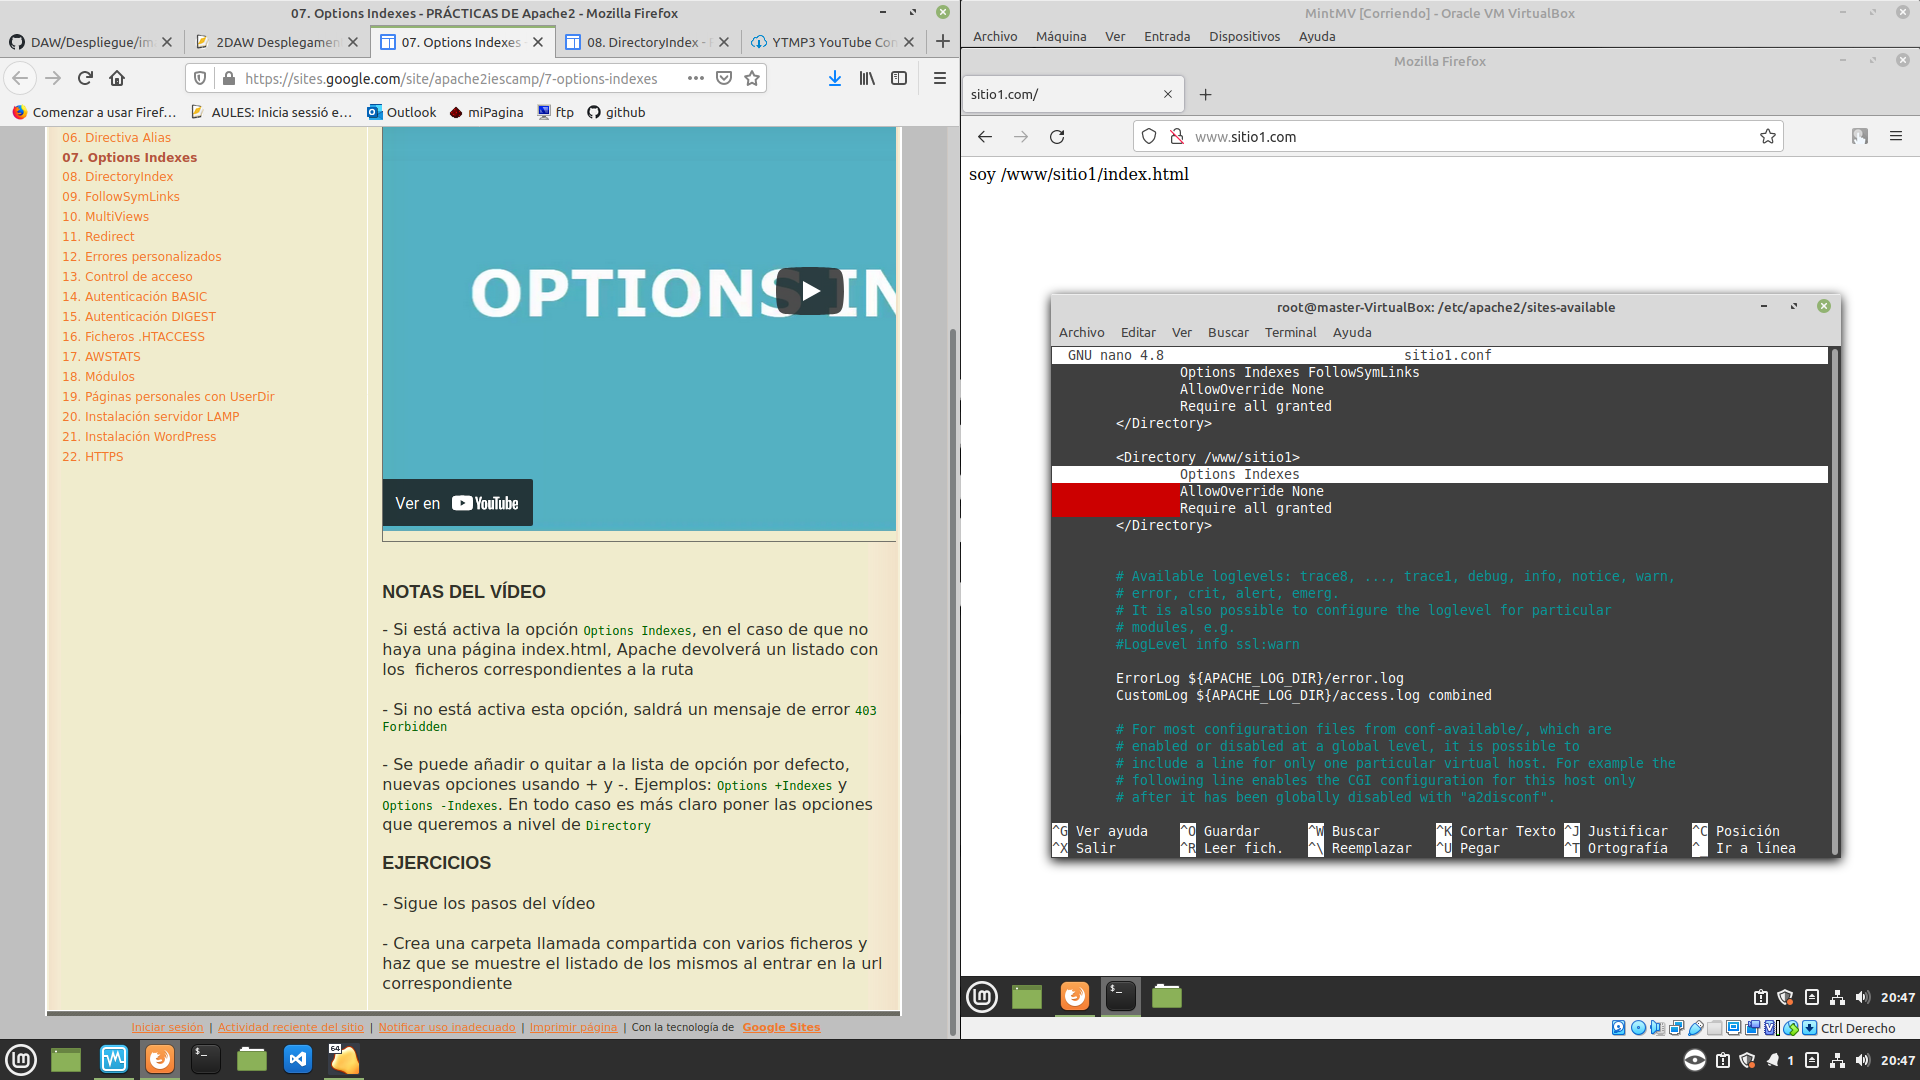 07. Options Indexes - PRÁCTICAS DE Apache2 - Mozilla Firefox
DAW/Despliegue/im
2DAW Desplegamen
07. Options Indexes -
08. DirectoryIndex -
YTMP3 YouTube Con
https://sites.google.com/site/apache2iescamp/7-options-indexes
Comenzar a usar Firef…
AULES: Inicia sessió e…
Outlook
miPagina
ftp
github
06. Directiva Alias
07. Options Indexes
08. DirectoryIndex
09. FollowSymLinks
10. MultiViews
11. Redirect
12. Errores personalizados
13. Control de acceso
14. Autenticación BASIC
15. Autenticación DIGEST
16. Ficheros .HTACCESS
17. AWSTATS
18. Módulos
19. Páginas personales con UserDir
20. Instalación servidor LAMP
21. Instalación WordPress
22. HTTPS
OPTIONS IN
Ver en YouTube
NOTAS DEL VÍDEO
- Si está activa la opción Options Indexes, en el caso de que no
haya una página index.html, Apache devolverá un listado con
los ficheros correspondientes a la ruta
- Si no está activa esta opción, saldrá un mensaje de error 403
Forbidden
- Se puede añadir o quitar a la lista de opción por defecto,
nuevas opciones usando + y -. Ejemplos: Options +Indexes y
Options -Indexes. En todo caso es más claro poner las opciones
que queremos a nivel de Directory
EJERCICIOS
- Sigue los pasos del vídeo
- Crea una carpeta llamada compartida con varios ficheros y
haz que se muestre el listado de los mismos al entrar en la url
correspondiente
Iniciar sesión | Actividad reciente del sitio | Notificar uso inadecuado | Imprimir página | Con la tecnología de Google Sites
64
1
20:47
MintMV [Corriendo] - Oracle VM VirtualBox
Archivo Máquina Ver Entrada Dispositivos Ayuda
Mozilla Firefox
sitio1.com/
www.sitio1.com
soy /www/sitio1/index.html
root@master-VirtualBox: /etc/apache2/sites-available
Archivo Editar Ver Buscar Terminal Ayuda
GNU nano 4.8 sitio1.conf
Options Indexes FollowSymLinks
AllowOverride None
Require all granted
</Directory>
<Directory /www/sitio1>
Options Indexes
AllowOverride None
Require all granted
</Directory>
# Available loglevels: trace8, ..., trace1, debug, info, notice, warn,
# error, crit, alert, emerg.
# It is also possible to configure the loglevel for particular
# modules, e.g.
#LogLevel info ssl:warn
ErrorLog ${APACHE_LOG_DIR}/error.log
CustomLog ${APACHE_LOG_DIR}/access.log combined
# For most configuration files from conf-available/, which are
# enabled or disabled at a global level, it is possible to
# include a line for only one particular virtual host. For example the
# following line enables the CGI configuration for this host only
# after it has been globally disabled with "a2disconf".
^G Ver ayuda ^O Guardar ^W Buscar ^K Cortar Texto ^J Justificar ^C Posición
^X Salir ^R Leer fich. ^\ Reemplazar ^U Pegar ^T Ortografía ^_ Ir a línea
20:47
Ctrl Derecho